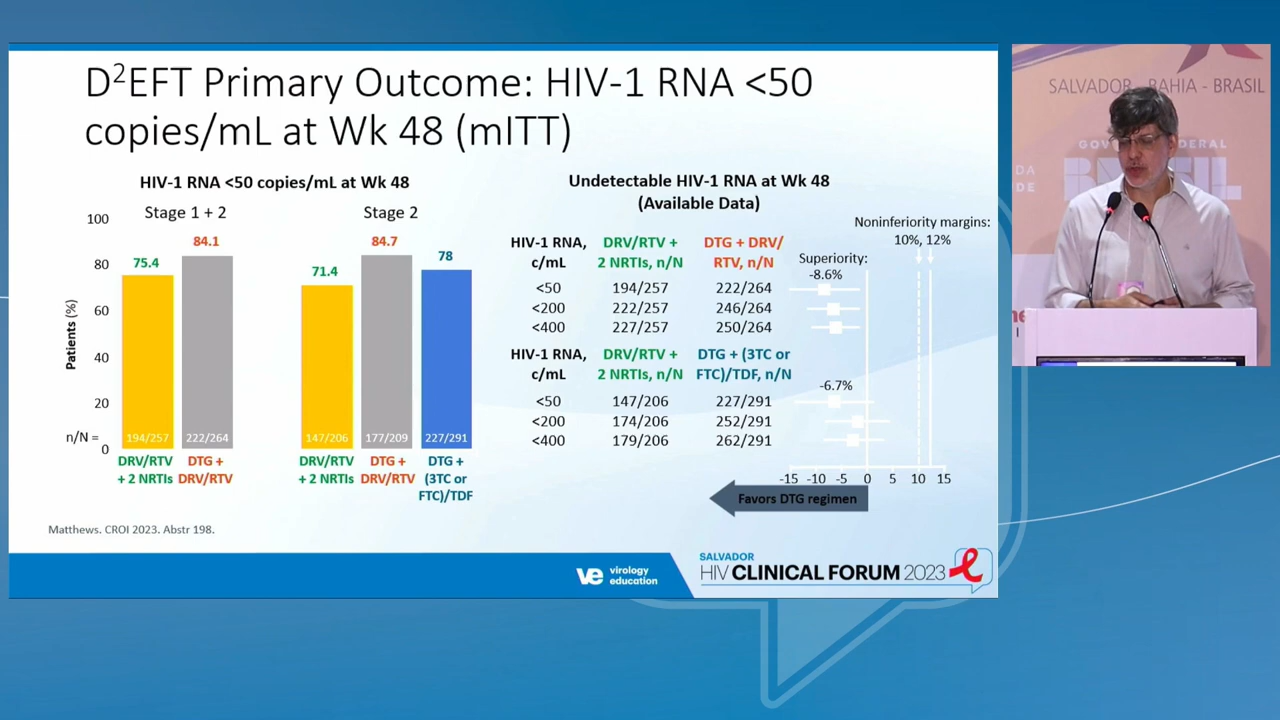 D²EFT Primary Outcome: HIV-1 RNA <50
copies/mL at Wk 48 (mITT)
HIV-1 RNA <50 copies/mL at Wk 48
Stage 1 + 2
Stage 2
Patients (%)
100
80
60
40
20
0
n/N =
75.4
84.1
71.4
84.7
78
194/257
222/264
147/206
177/209
227/291
DRV/RTV
+ 2 NRTIs
DTG +
DRV/RTV
DRV/RTV
+ 2 NRTIs
DTG +
DRV/RTV
DTG +
(3TC or
FTC)/TDF
Undetectable HIV-1 RNA at Wk 48
(Available Data)
Noninferiority margins:
10%, 12%
Superiority:
-8.6%
HIV-1 RNA, DRV/RTV + DTG + DRV/
c/mL 2 NRTIs, n/N RTV, n/N
<50 194/257 222/264
<200 222/257 246/264
<400 227/257 250/264
HIV-1 RNA, DRV/RTV + DTG + (3TC or
c/mL 2 NRTIs, n/N FTC)/TDF, n/N
-6.7%
<50 147/206 227/291
<200 174/206 252/291
<400 179/206 262/291
-15 -10 -5 0 5 10 15
Favors DTG regimen
Matthews. CROI 2023. Abstr 198.
ve virology
education
SALVADOR
HIV CLINICAL FORUM 2023
SALVADOR - BAHIA - BRASIL